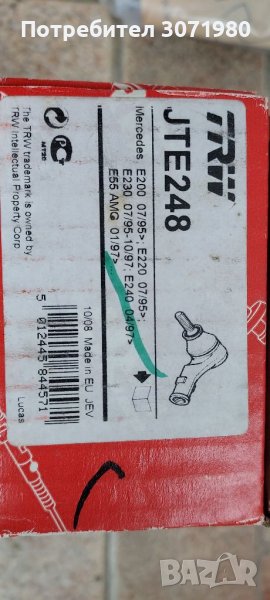 Потребител 3071980
TRW
JTE248
Mercedes: E200 07/95>; E220 07/95>;
E230 07/95-10/97; E240 04/97>
E55 AMG 01/97>
10/08 Made in EU JEV
5 012445 844571
Lucas
The TRW trademark is owned by
TRW Intellectual Property Corp
BAZAR